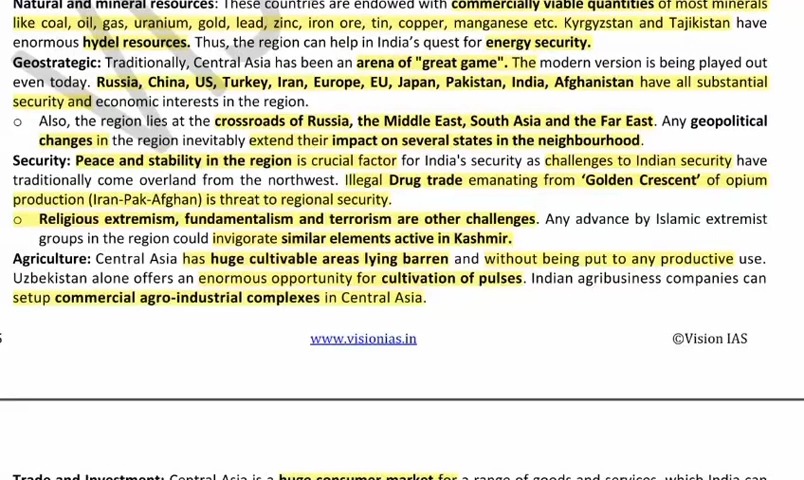 Natural and mineral resources: These countries are endowed with commercially viable quantities of most minerals
like coal, oil, gas, uranium, gold, lead, zinc, iron ore, tin, copper, manganese etc. Kyrgyzstan and Tajikistan have
enormous hydel resources. Thus, the region can help in India's quest for energy security.
Geostrategic: Traditionally, Central Asia has been an arena of "great game". The modern version is being played out
even today. Russia, China, US, Turkey, Iran, Europe, EU, Japan, Pakistan, India, Afghanistan have all substantial
security and economic interests in the region.
o Also, the region lies at the crossroads of Russia, the Middle East, South Asia and the Far East. Any geopolitical
changes in the region inevitably extend their impact on several states in the neighbourhood.
Security: Peace and stability in the region is crucial factor for India's security as challenges to Indian security have
traditionally come overland from the northwest. Illegal Drug trade emanating from 'Golden Crescent' of opium
production (Iran-Pak-Afghan) is threat to regional security.
o Religious extremism, fundamentalism and terrorism are other challenges. Any advance by Islamic extremist
groups in the region could invigorate similar elements active in Kashmir.
Agriculture: Central Asia has huge cultivable areas lying barren and without being put to any productive use.
Uzbekistan alone offers an enormous opportunity for cultivation of pulses. Indian agribusiness companies can
setup commercial agro-industrial complexes in Central Asia.
www.visionias.in ©Vision IAS
Trade and Investment: Central Asia is a huge consumer market for a range of goods and services, which India can